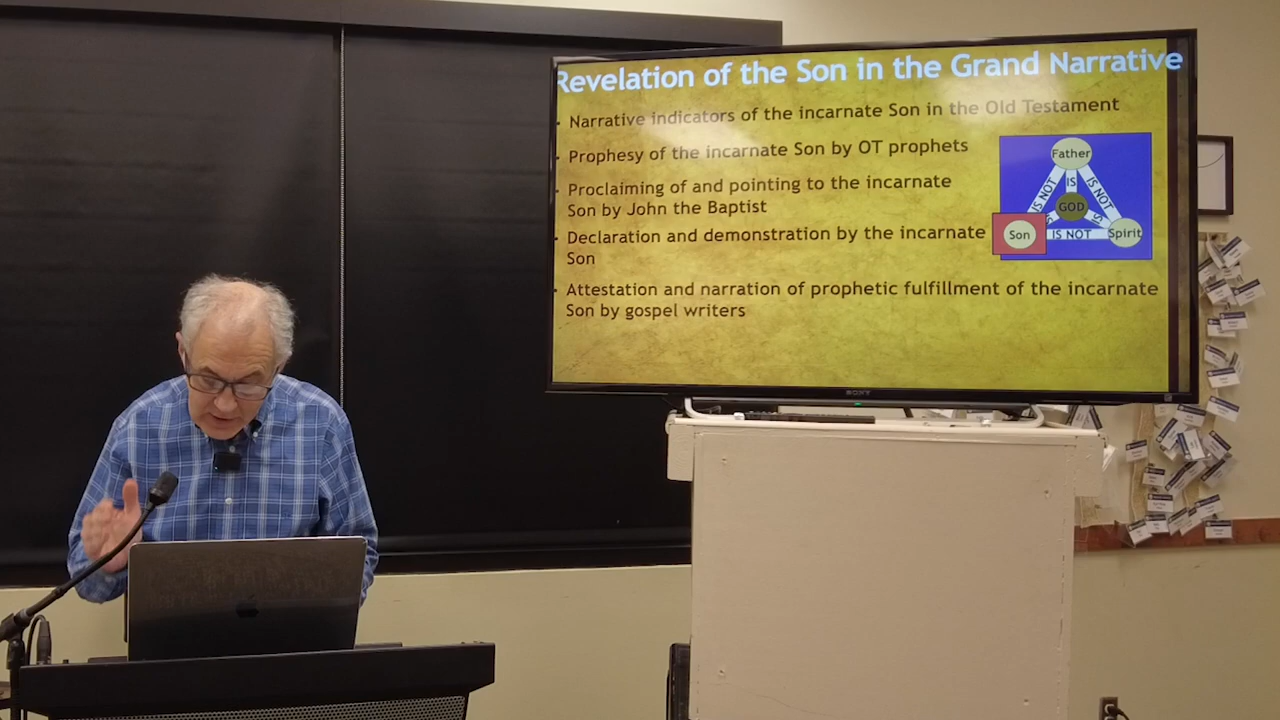 Revelation of the Son in the Grand Narrative
Narrative indicators of the incarnate Son in the Old Testament
Prophesy of the incarnate Son by OT prophets
Proclaiming of and pointing to the incarnate
Son by John the Baptist
Declaration and demonstration by the incarnate
Son
Attestation and narration of prophetic fulfillment of the incarnate
Son by gospel writers
Father
IS NOT
IS
IS NOT
GOD
IS
IS
Son
IS NOT
Spirit
SONY